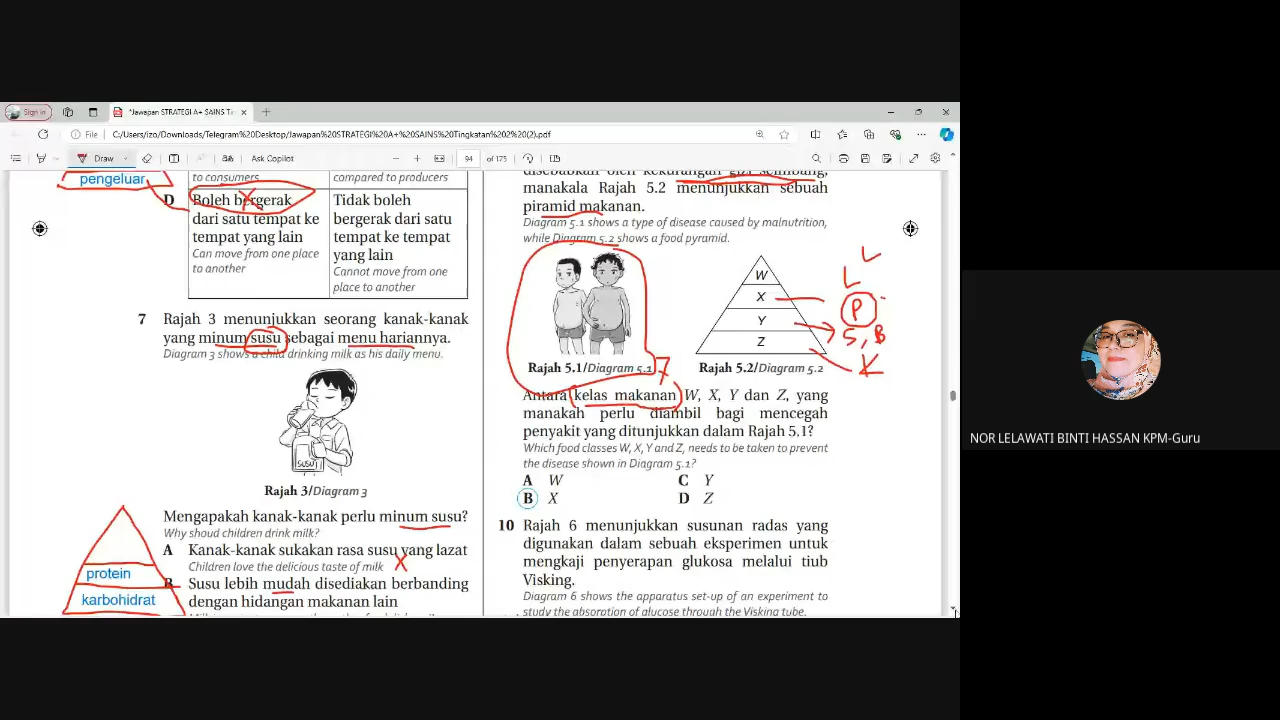 Sign in
*Jawapan STRATEGI A+ SAINS Tin
File
C:/Users/izo/Downloads/Telegram%20Desktop/Jawapan%20STRATEGI%20A+%20SAINS%20Tingkatan%202%20(2).pdf
Draw
Ask Copilot
94
of 175
pengeluar
to consumers
compared to producers
D
Boleh bergerak
dari satu tempat ke
tempat yang lain
Can move from one place
to another
Tidak boleh
bergerak dari satu
tempat ke tempat
yang lain
Cannot move from one
place to another
7 Rajah 3 menunjukkan seorang kanak-kanak
yang minum susu sebagai menu hariannya.
Diagram 3 shows a child drinking milk as his daily menu.
SUSU
Rajah 3/Diagram 3
Mengapakah kanak-kanak perlu minum susu?
Why shoud children drink milk?
A Kanak-kanak sukakan rasa susu yang lazat
Children love the delicious taste of milk
X
protein
karbohidrat
B Susu lebih mudah disediakan berbanding
dengan hidangan makanan lain
manakala Rajah 5.2 menunjukkan sebuah
piramid makanan.
Diagram 5.1 shows a type of disease caused by malnutrition,
while Diagram 5.2 shows a food pyramid.
W
X
Y
Z
L
L
P
S, B
K
7
Rajah 5.1/Diagram 5.1
Rajah 5.2/Diagram 5.2
Antara kelas makanan W, X, Y dan Z, yang
manakah perlu diambil bagi mencegah
penyakit yang ditunjukkan dalam Rajah 5.1?
Which food classes W, X, Y and Z, needs to be taken to prevent
the disease shown in Diagram 5.1?
A W C Y
B X D Z
10 Rajah 6 menunjukkan susunan radas yang
digunakan dalam sebuah eksperimen untuk
mengkaji penyerapan glukosa melalui tiub
Visking.
Diagram 6 shows the apparatus set-up of an experiment to
study the absorption of glucose through the Visking tube.
NOR LELAWATI BINTI HASSAN KPM-Guru